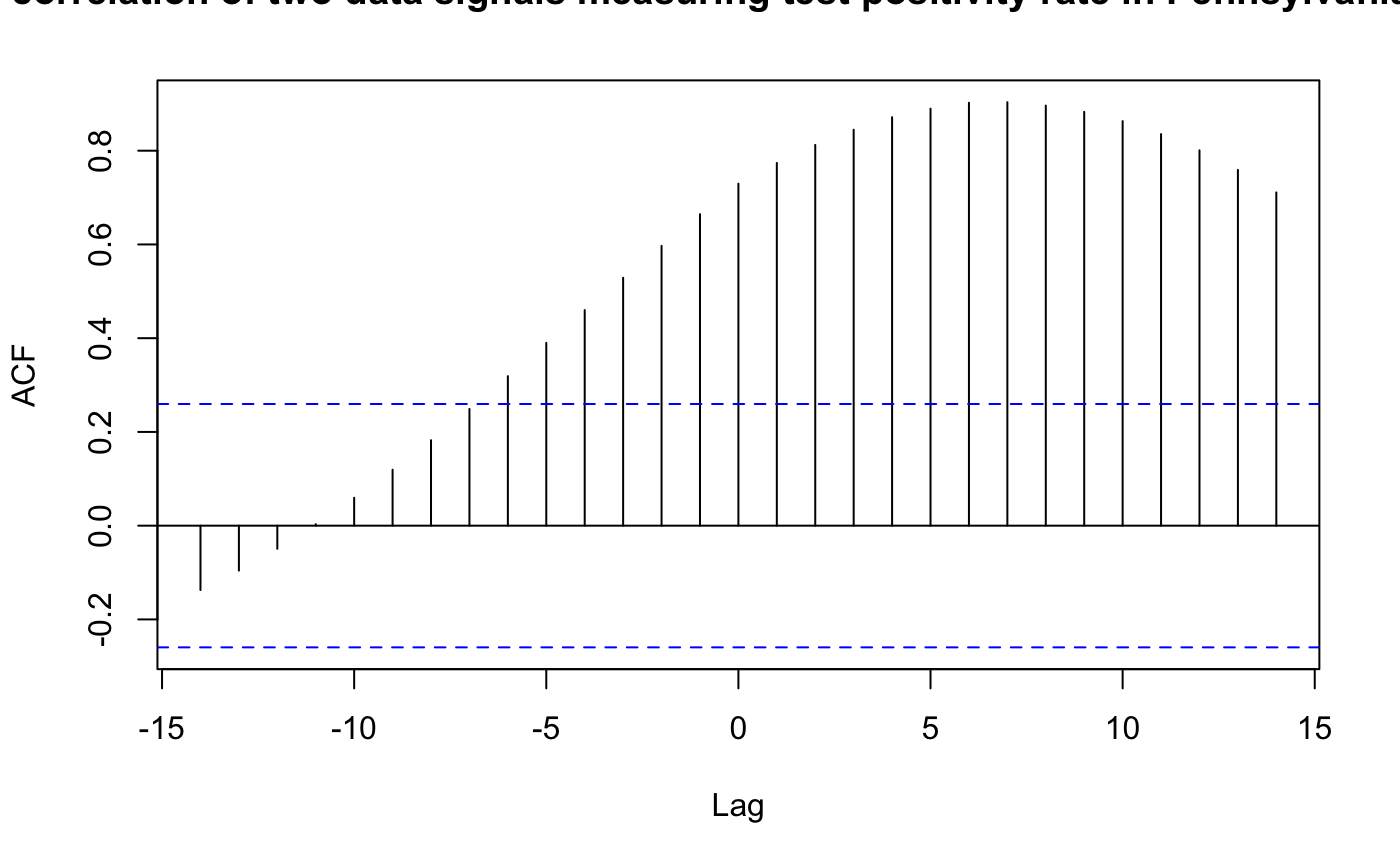 correlation of two data signals measuring test positivity rate in Pennsylvania
ACF
0.8
0.6
0.4
0.2
0.0
-0.2
-15 -10 -5 0 5 10 15
Lag